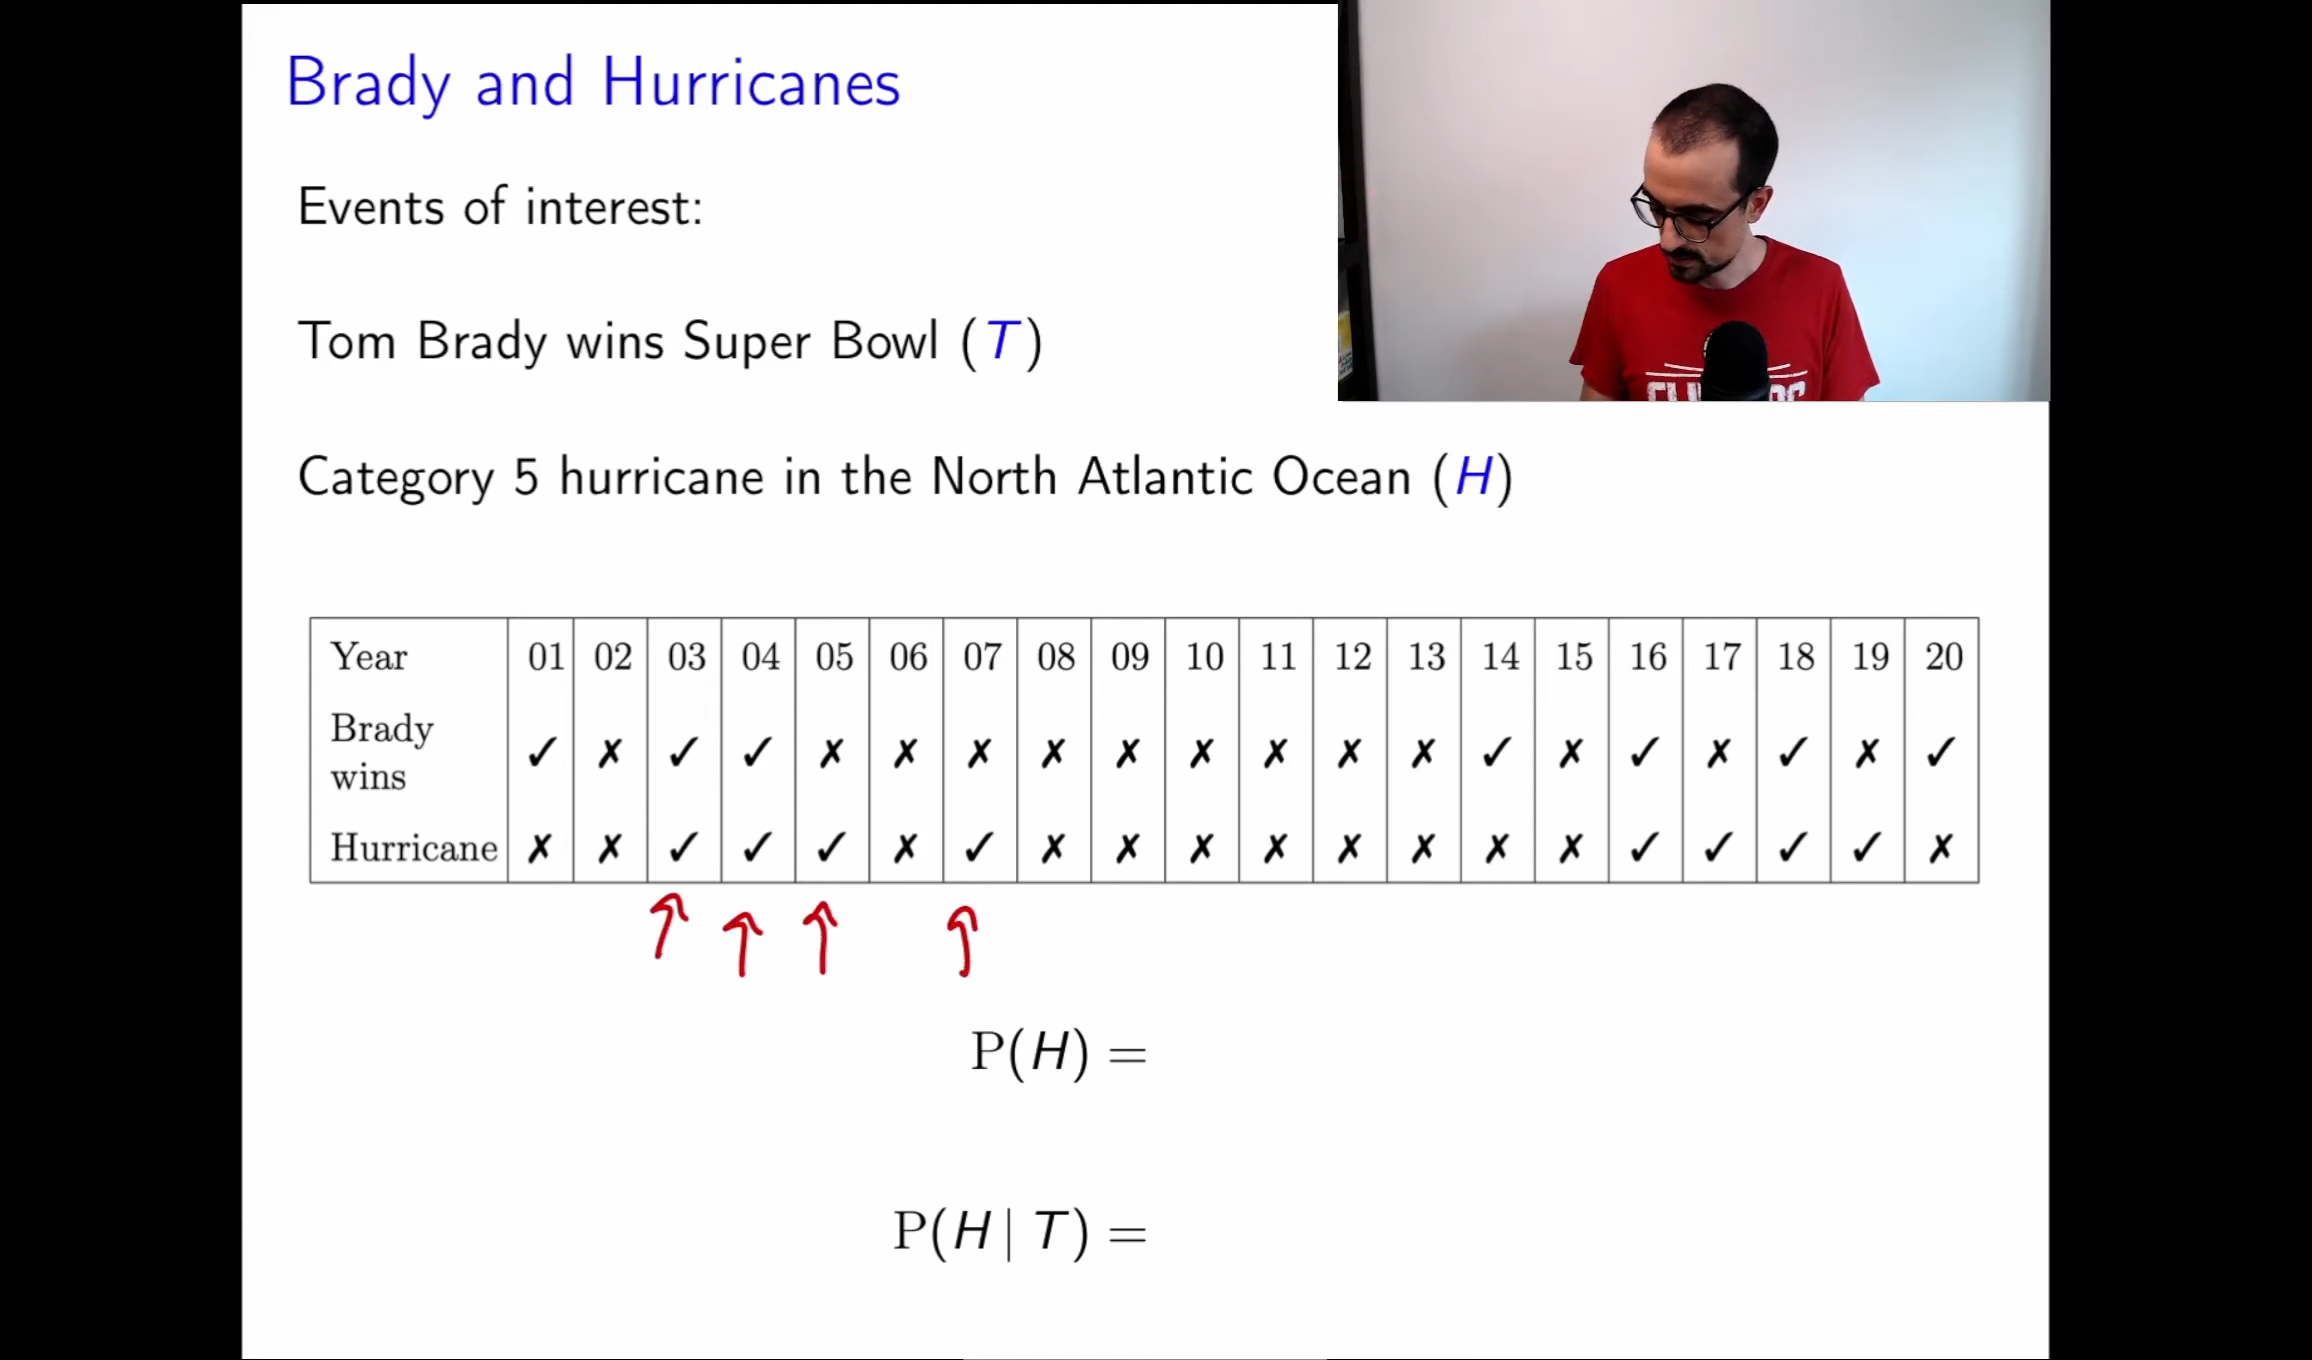 Brady and Hurricanes
Events of interest:
Tom Brady wins Super Bowl (T)
Category 5 hurricane in the North Atlantic Ocean (H)
Year 01 02 03 04 05 06 07 08 09 10 11 12 13 14 15 16 17 18 19 20
Brady wins ✓ ✗ ✓ ✓ ✗ ✗ ✗ ✗ ✗ ✗ ✗ ✗ ✗ ✓ ✗ ✓ ✗ ✓ ✗ ✓
Hurricane ✗ ✗ ✓ ✓ ✓ ✗ ✓ ✗ ✗ ✗ ✗ ✗ ✗ ✗ ✗ ✓ ✓ ✓ ✓ ✗
P(H) =
P(H | T) =